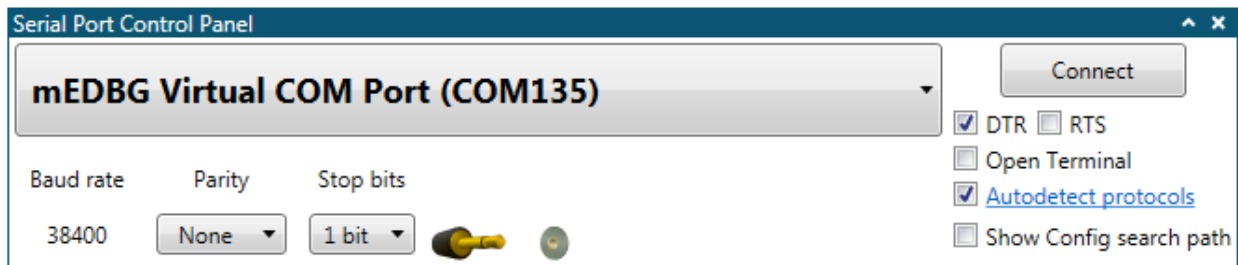 Serial Port Control Panel
mEDBG Virtual COM Port (COM135)
Connect
DTR RTS
Open Terminal
Autodetect protocols
Show Config search path
Baud rate Parity Stop bits
38400 None 1 bit